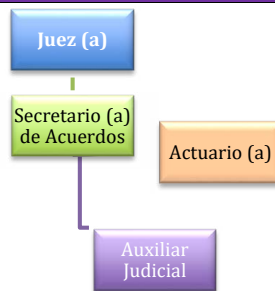 Juez (a)
Secretario (a)
de Acuerdos
Actuario (a)
Auxiliar
Judicial